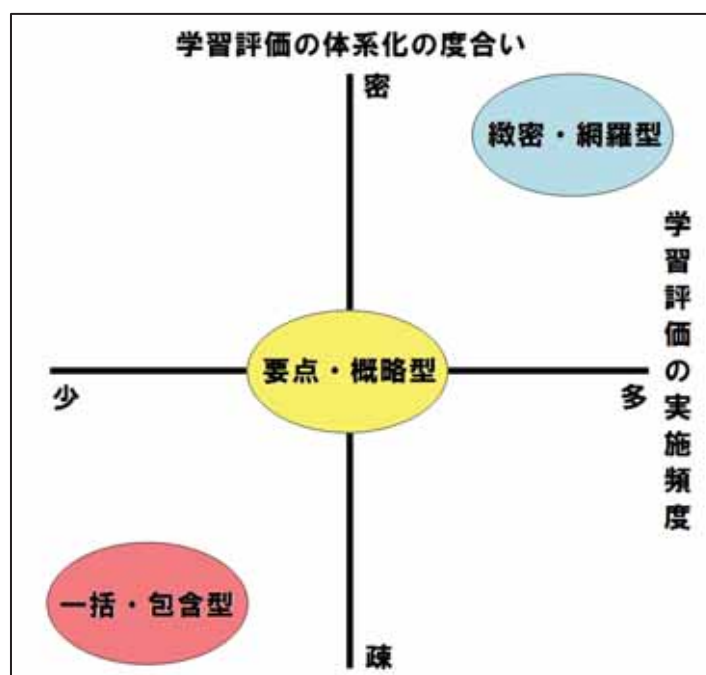 学習評価の体系化の度合い
密
緻密・網羅型
学習評価の実施頻度
要点・概略型
少
多
一括・包含型
疎